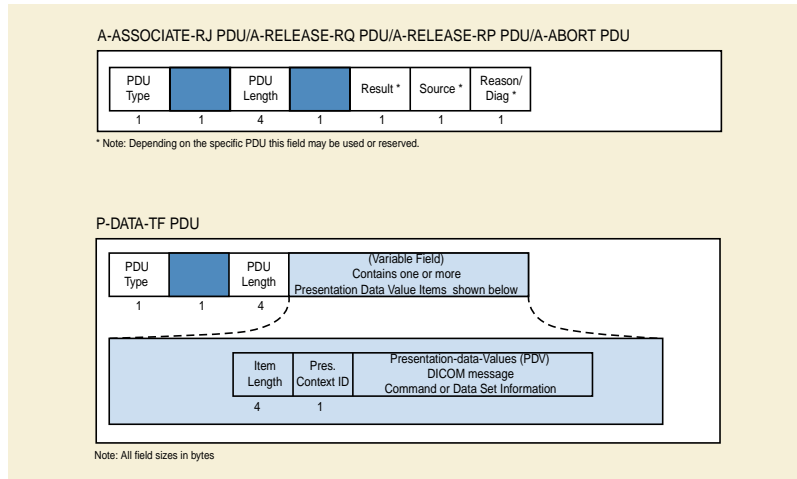 A-ASSOCIATE-RJ PDU/A-RELEASE-RQ PDU/A-RELEASE-RP PDU/A-ABORT PDU
PDU
Type
PDU
Length
Result *
Source *
Reason/
Diag *
1 1 4 1 1 1 1
* Note: Depending on the specific PDU this field may be used or reserved.
P-DATA-TF PDU
PDU
Type
PDU
Length
(Variable Field)
Contains one or more
Presentation Data Value Items shown below
1 1 4
Item
Length
Pres.
Context ID
Presentation-data-Values (PDV)
DICOM message
Command or Data Set Information
4 1
Note: All field sizes in bytes